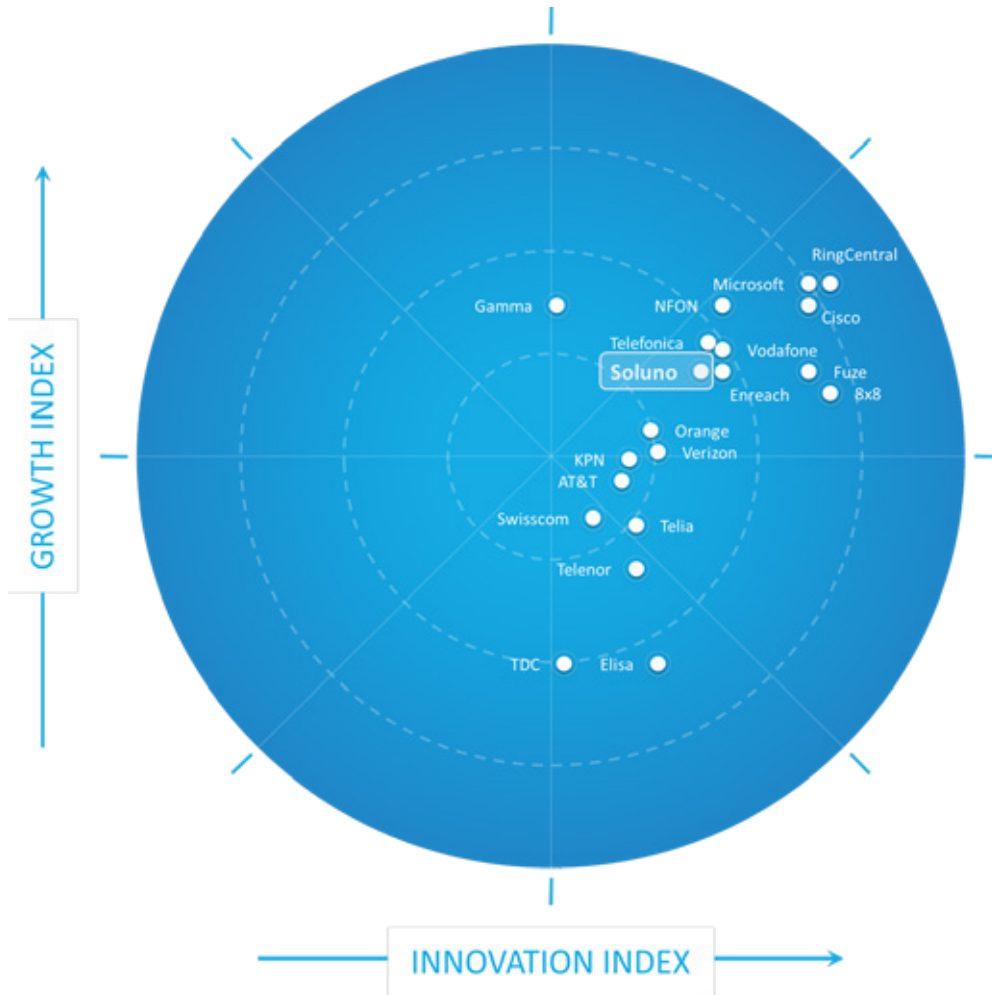 RingCentral
Microsoft
Gamma
NFON
Cisco
Telefonica
Vodafone
Soluno
Fuze
Enreach
8x8
Orange
Verizon
KPN
AT&T
Swisscom
Telia
Telenor
TDC
Elisa
GROWTH INDEX
INNOVATION INDEX